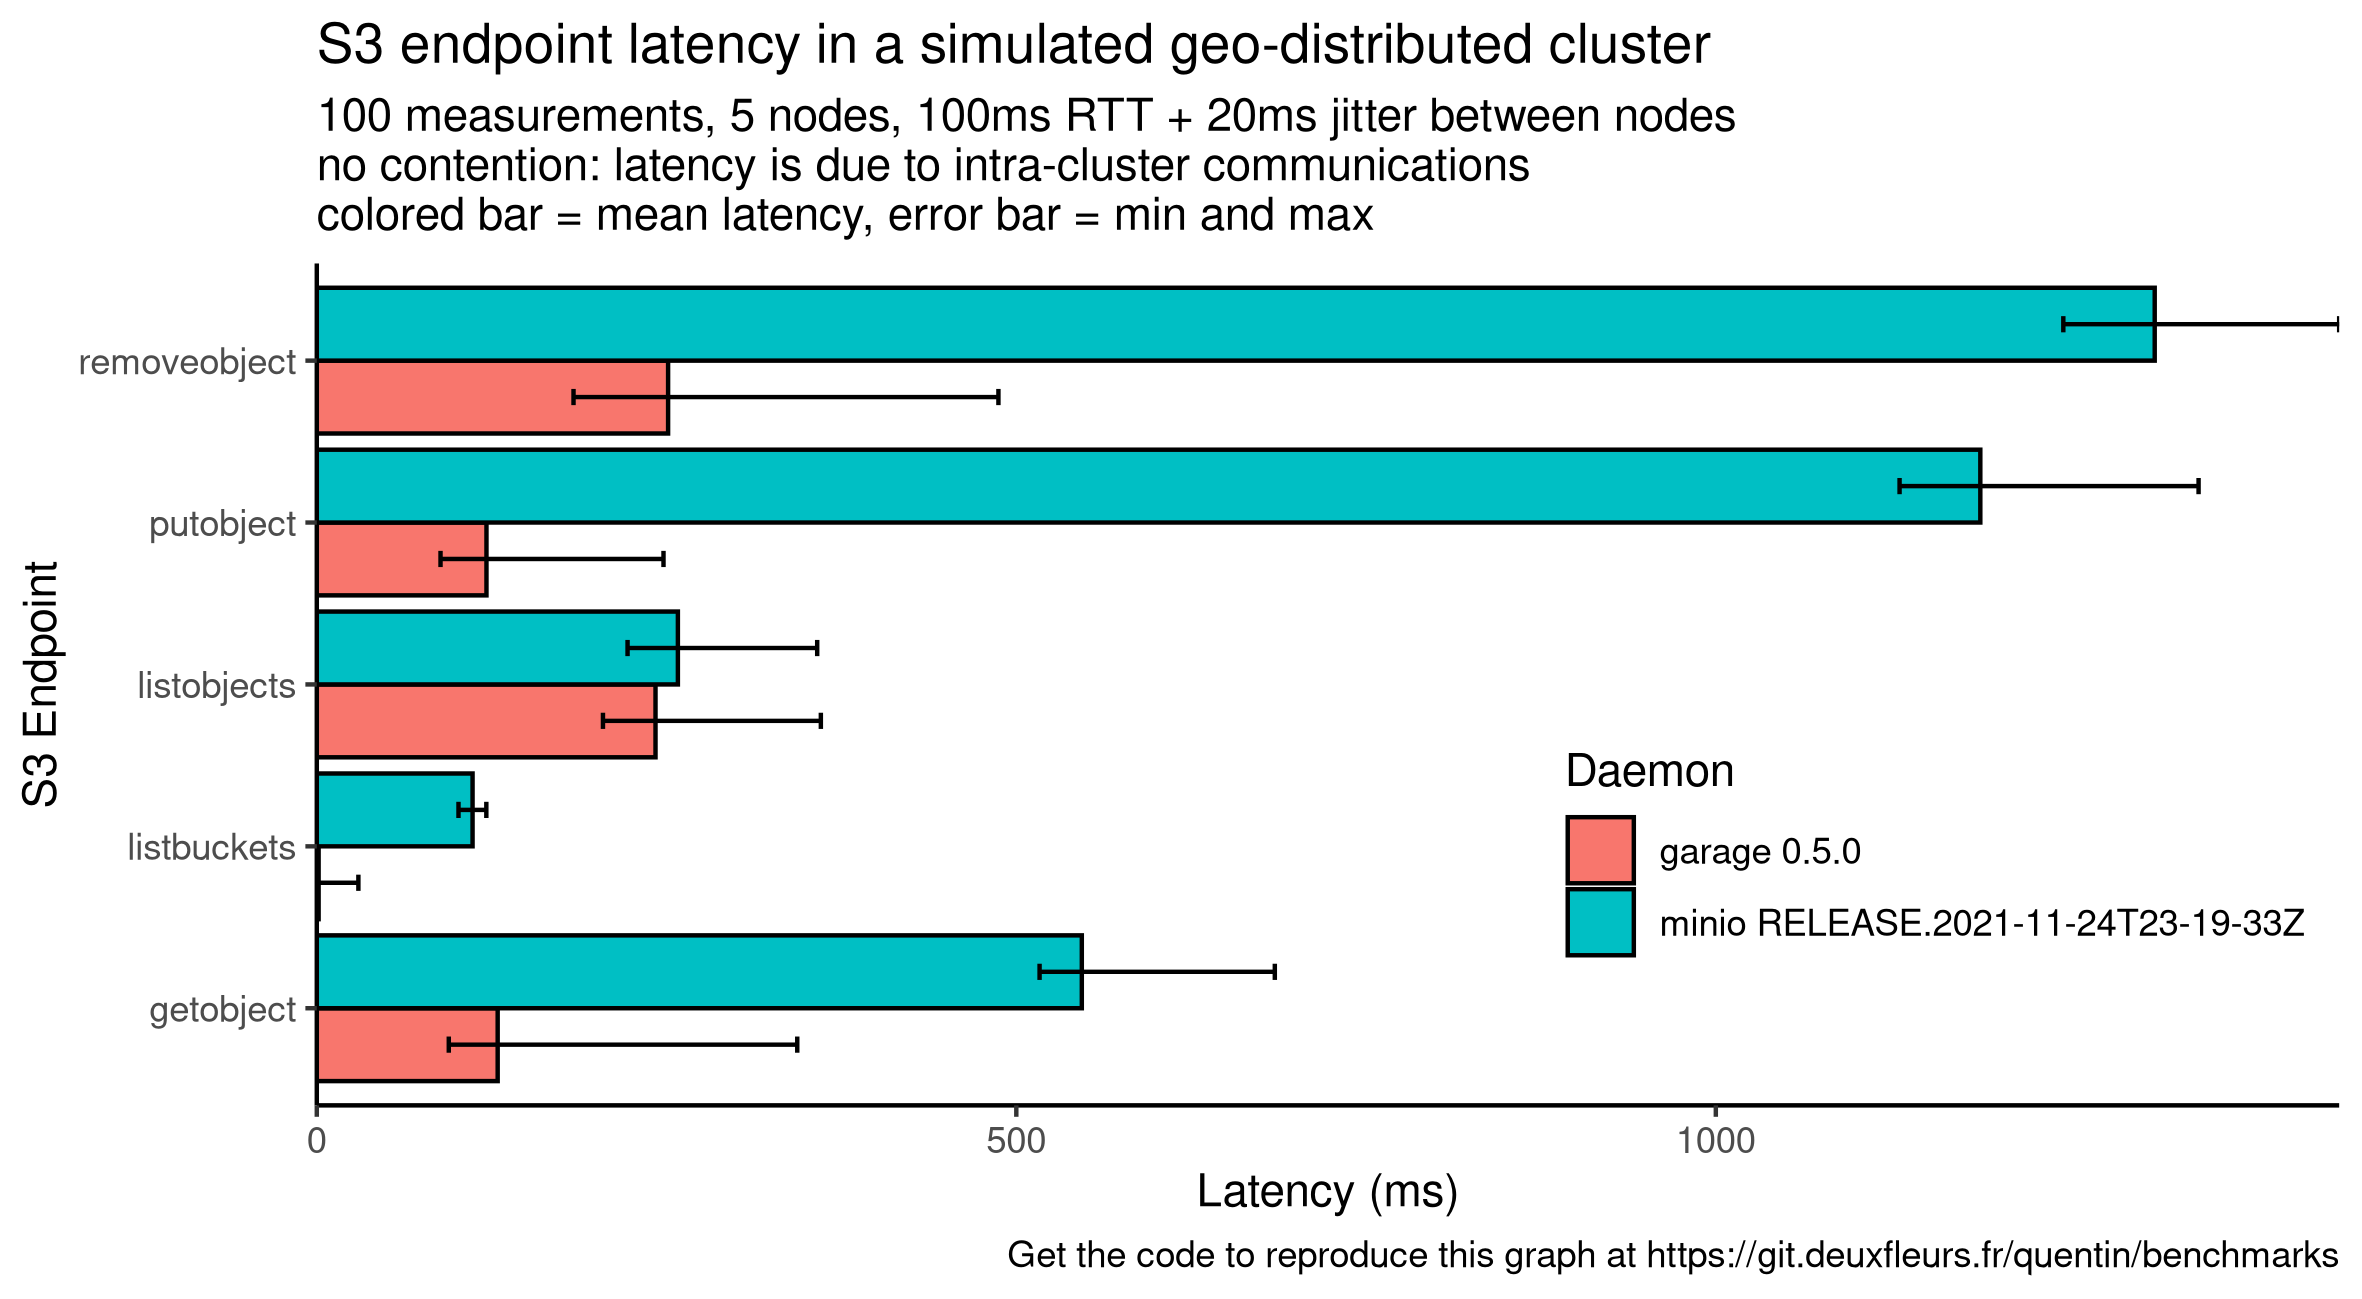 S3 endpoint latency in a simulated geo-distributed cluster
100 measurements, 5 nodes, 100ms RTT + 20ms jitter between nodes
no contention: latency is due to intra-cluster communications
colored bar = mean latency, error bar = min and max
S3 Endpoint
removeobject
putobject
listobjects
listbuckets
getobject
Daemon
garage 0.5.0
minio RELEASE.2021-11-24T23-19-33Z
0 500 1000
Latency (ms)
Get the code to reproduce this graph at https://git.deuxfleurs.fr/quentin/benchmarks